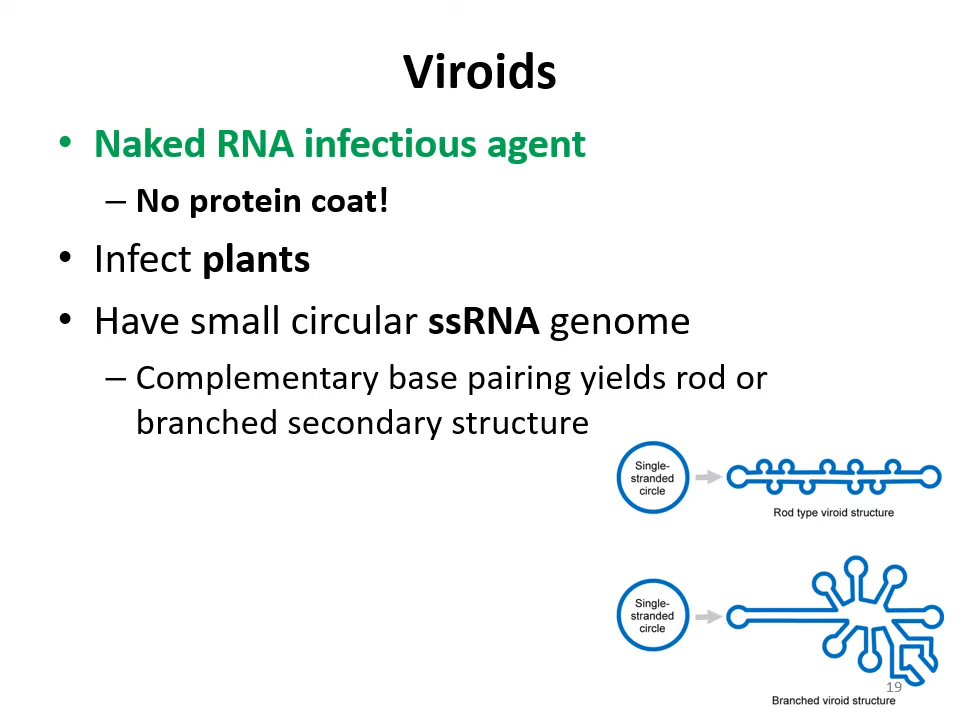 Viroids
• Naked RNA infectious agent
– No protein coat!
• Infect plants
• Have small circular ssRNA genome
– Complementary base pairing yields rod or
branched secondary structure
Single-
stranded
circle
Rod type viroid structure
Single-
stranded
circle
19
Branched viroid structure